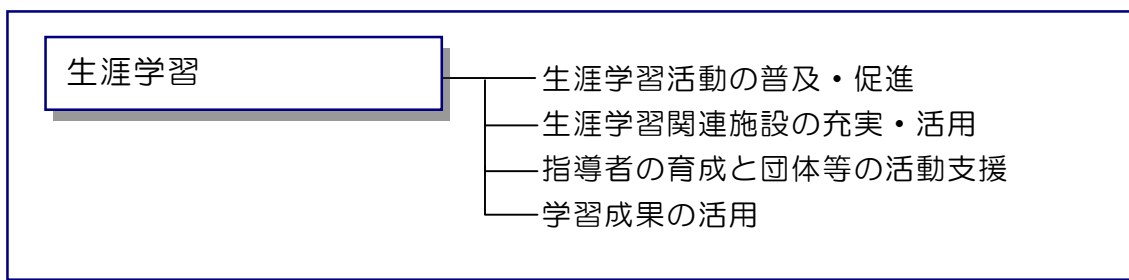 生涯学習
生涯学習活動の普及・促進
生涯学習関連施設の充実・活用
指導者の育成と団体等の活動支援
学習成果の活用